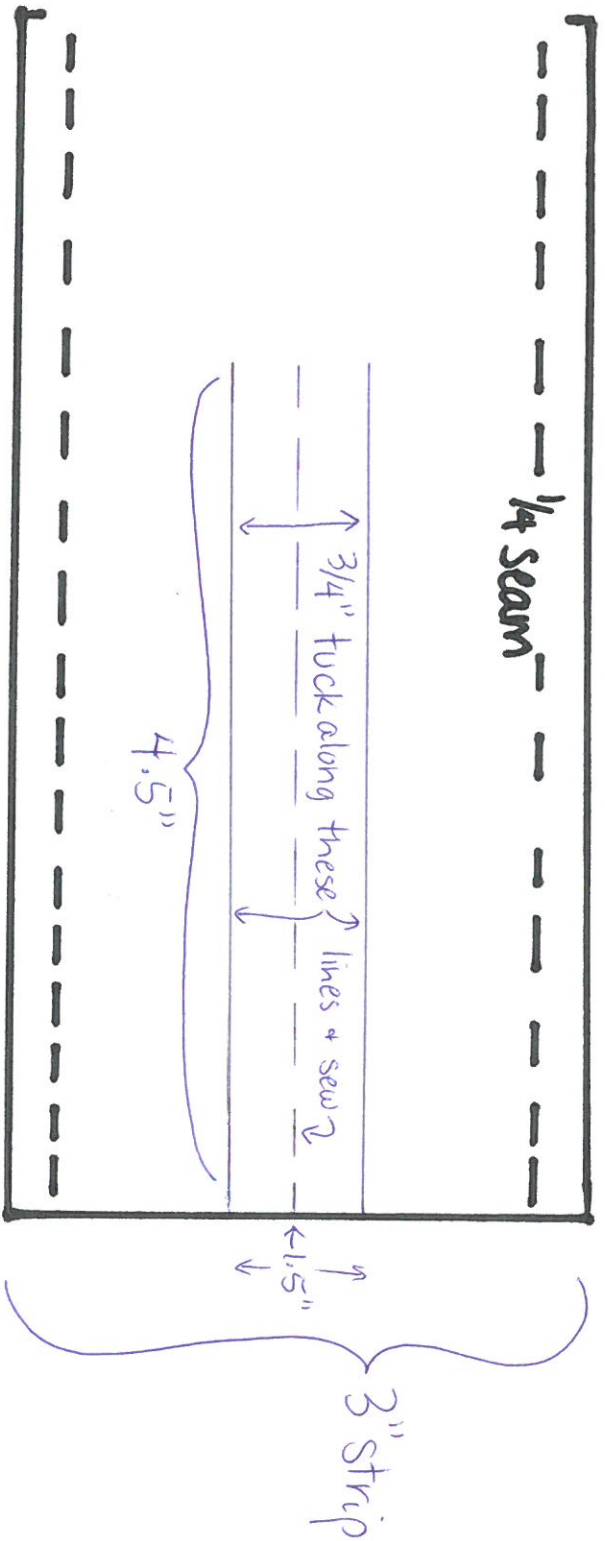 1/4 seam
3/4" tuck along these lines + sew
4.5"
1.5"
3" strip